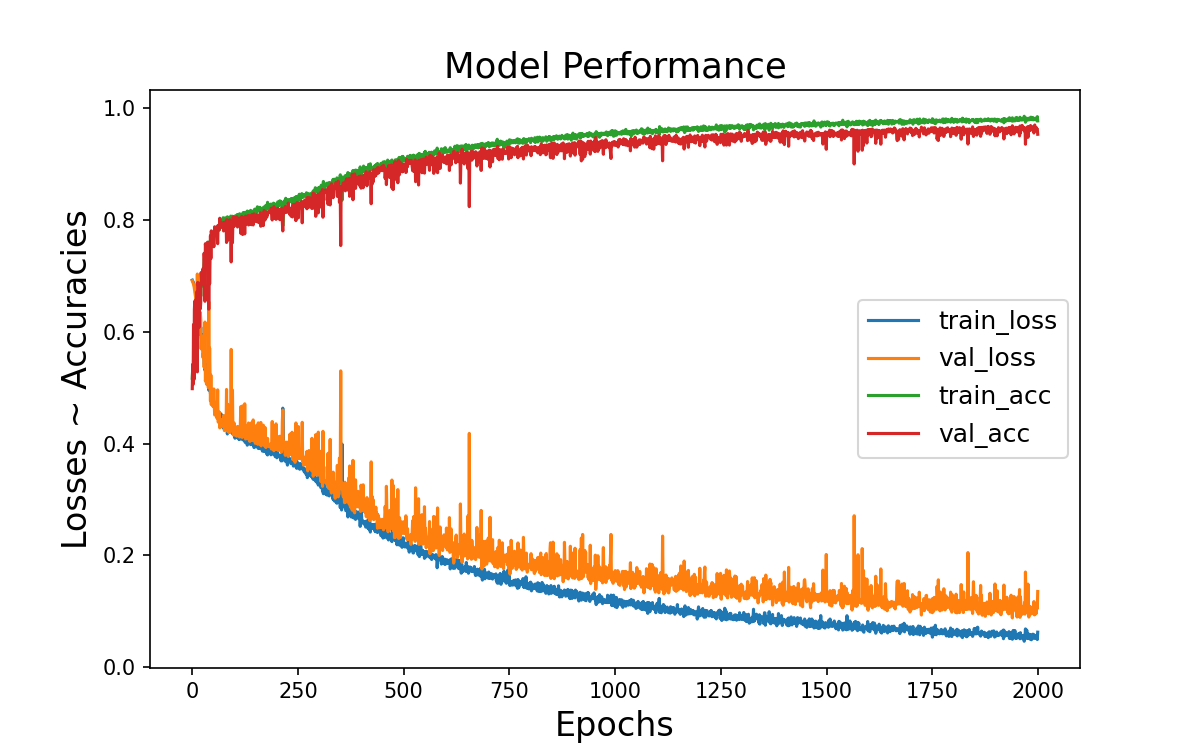 Model Performance
1.0
0.8
0.6
0.4
0.2
0.0
Losses ~ Accuracies
train_loss
val_loss
train_acc
val_acc
0 250 500 750 1000 1250 1500 1750 2000
Epochs